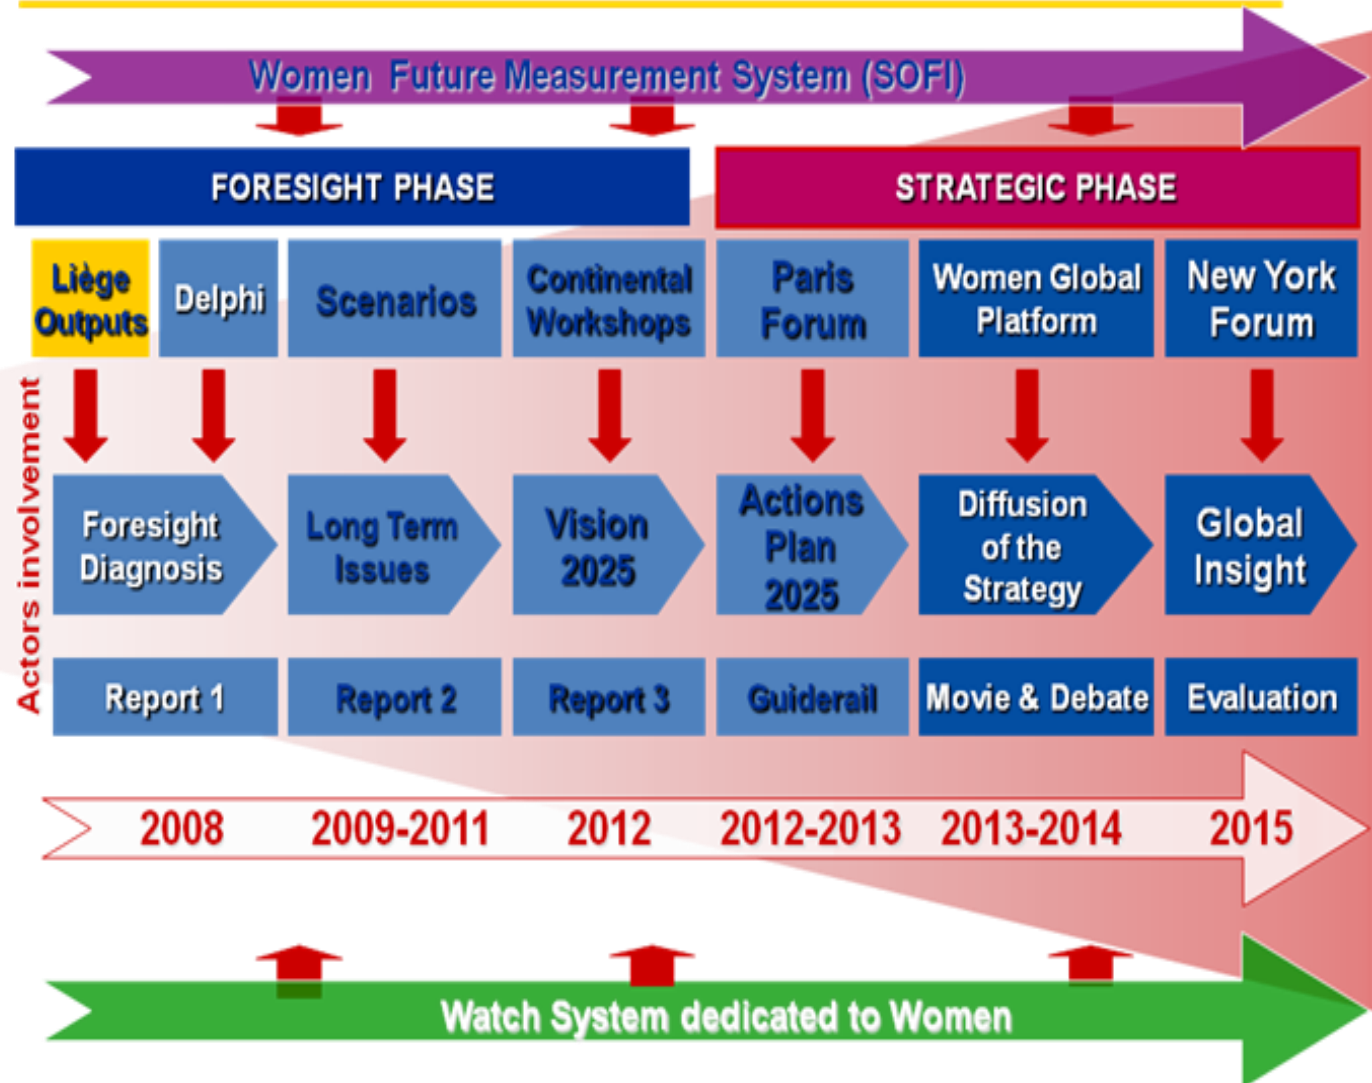 Women Future Measurement System (SOFI)
FORESIGHT PHASE
STRATEGIC PHASE
Liège
Outputs
Delphi
Scenarios
Continental
Workshops
Paris
Forum
Women Global
Platform
New York
Forum
Actors involvement
Foresight
Diagnosis
Long Term
Issues
Vision
2025
Actions
Plan
2025
Diffusion
of the
Strategy
Global
Insight
Report 1
Report 2
Report 3
Guiderail
Movie & Debate
Evaluation
2008
2009-2011
2012
2012-2013
2013-2014
2015
Watch System dedicated to Women